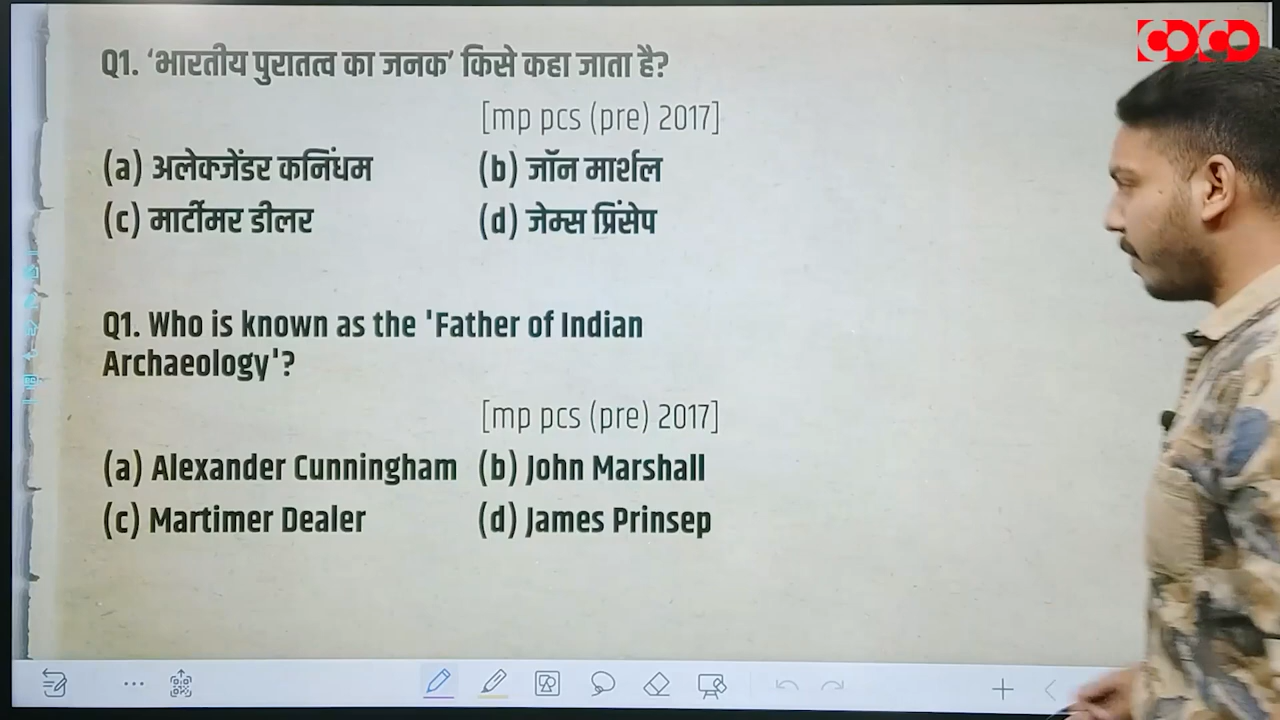 COCO
Q1. ‘भारतीय पुरातत्व का जनक’ किसे कहा जाता है?
[mp pcs (pre) 2017]
(a) अलेक्जेंडर कनिंधम (b) जॉन मार्शल
(c) मार्टीमर डीलर (d) जेम्स प्रिंसेप
Q1. Who is known as the 'Father of Indian
Archaeology'?
[mp pcs (pre) 2017]
(a) Alexander Cunningham (b) John Marshall
(c) Martimer Dealer (d) James Prinsep